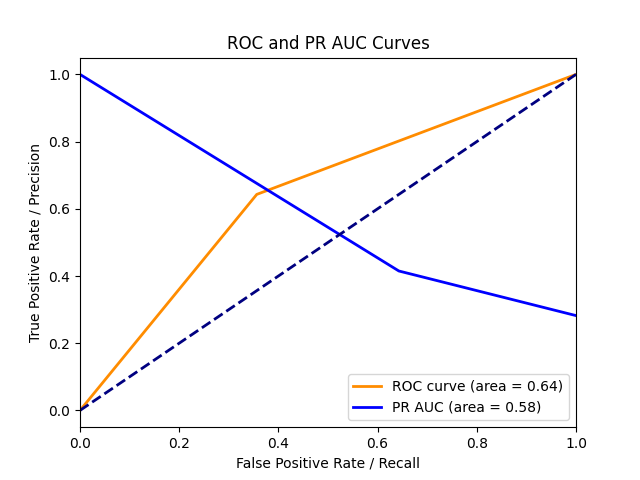 ROC and PR AUC Curves
True Positive Rate / Precision
1.0
0.8
0.6
0.4
0.2
0.0
0.0 0.2 0.4 0.6 0.8 1.0
False Positive Rate / Recall
ROC curve (area = 0.64)
PR AUC (area = 0.58)